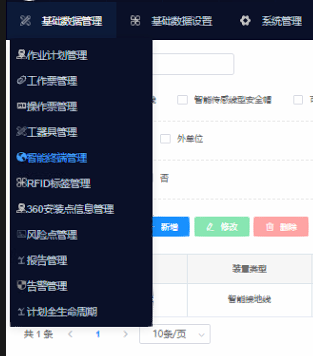 基础数据管理 基础数据设置 系统管理
作业计划管理
工作票管理
操作票管理
智能传感线型安全帽
工器具管理
外单位
智能终端管理
RFID标签管理 否
360安装点信息管理
新增 修改 删除
风险点管理
报告管理 装置类型
告警管理
智能接地线
计划全生命周期
共 1 条 < 1 > 10条/页